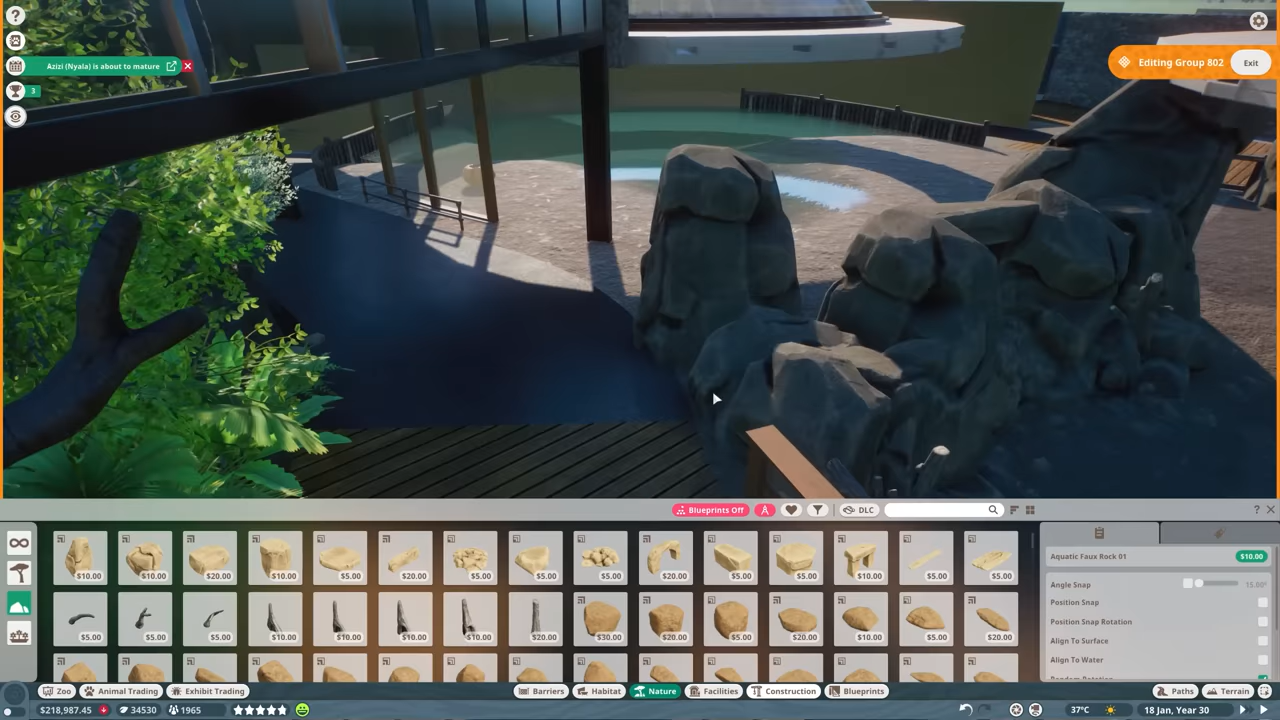 ?
Azizi (Nyala) is about to mature
3
Editing Group 802
Exit
Blueprints Off
DLC
?
$10.00 $10.00 $20.00 $10.00 $5.00 $20.00 $5.00 $5.00 $5.00 $20.00 $5.00 $5.00 $10.00 $5.00 $5.00
$5.00 $5.00 $5.00 $10.00 $10.00 $10.00 $10.00 $20.00 $30.00 $20.00 $5.00 $20.00 $10.00 $5.00 $20.00
Aquatic Faux Rock 01
$10.00
Angle Snap
15.00°
Position Snap
Position Snap Rotation
Align To Surface
Align To Water
Zoo
Animal Trading
Exhibit Trading
Barriers
Habitat
Nature
Facilities
Construction
Blueprints
Paths
Terrain
$218,987.45
34530
1965
37°C
18 Jan, Year 30